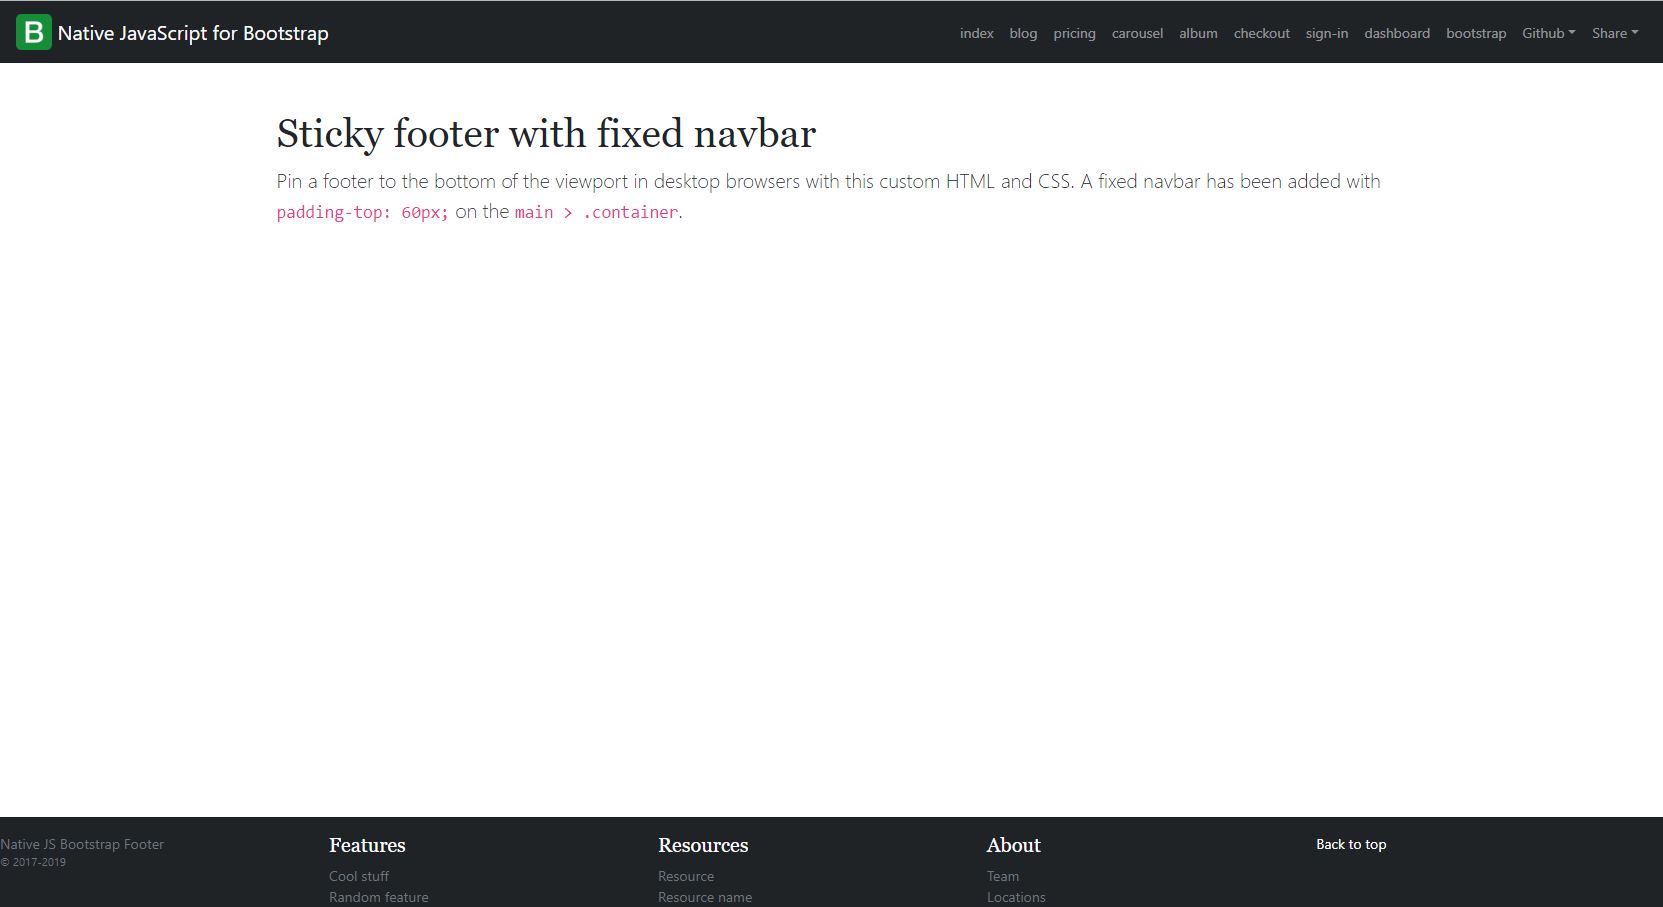 B Native JavaScript for Bootstrap
index blog pricing carousel album checkout sign-in dashboard bootstrap Github Share
Sticky footer with fixed navbar
Pin a footer to the bottom of the viewport in desktop browsers with this custom HTML and CSS. A fixed navbar has been added with
padding-top: 60px; on the main > .container.
Native JS Bootstrap Footer
© 2017-2019
Features
Cool stuff
Random feature
Resources
Resource
Resource name
About
Team
Locations
Back to top